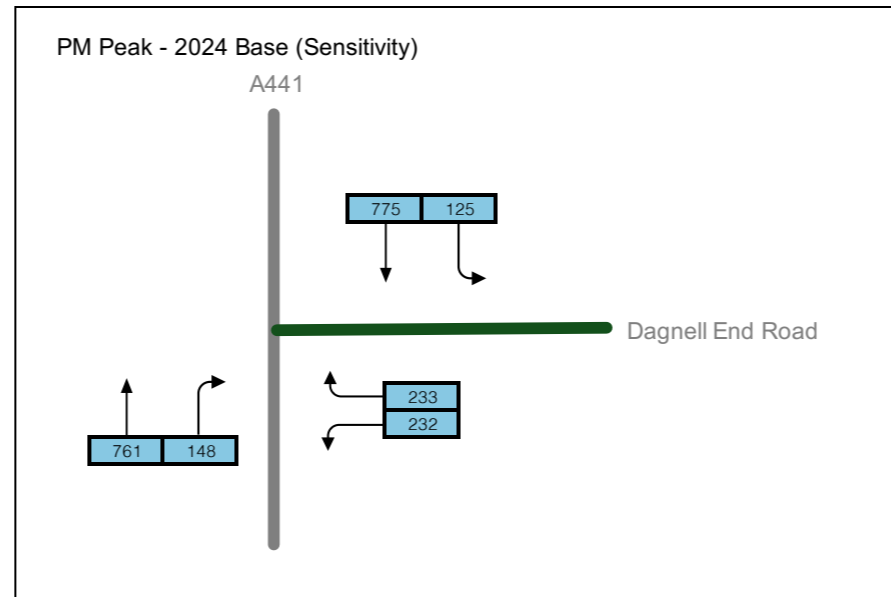 PM Peak - 2024 Base (Sensitivity)
A441
775 125
Dagnell End Road
233
232
761 148